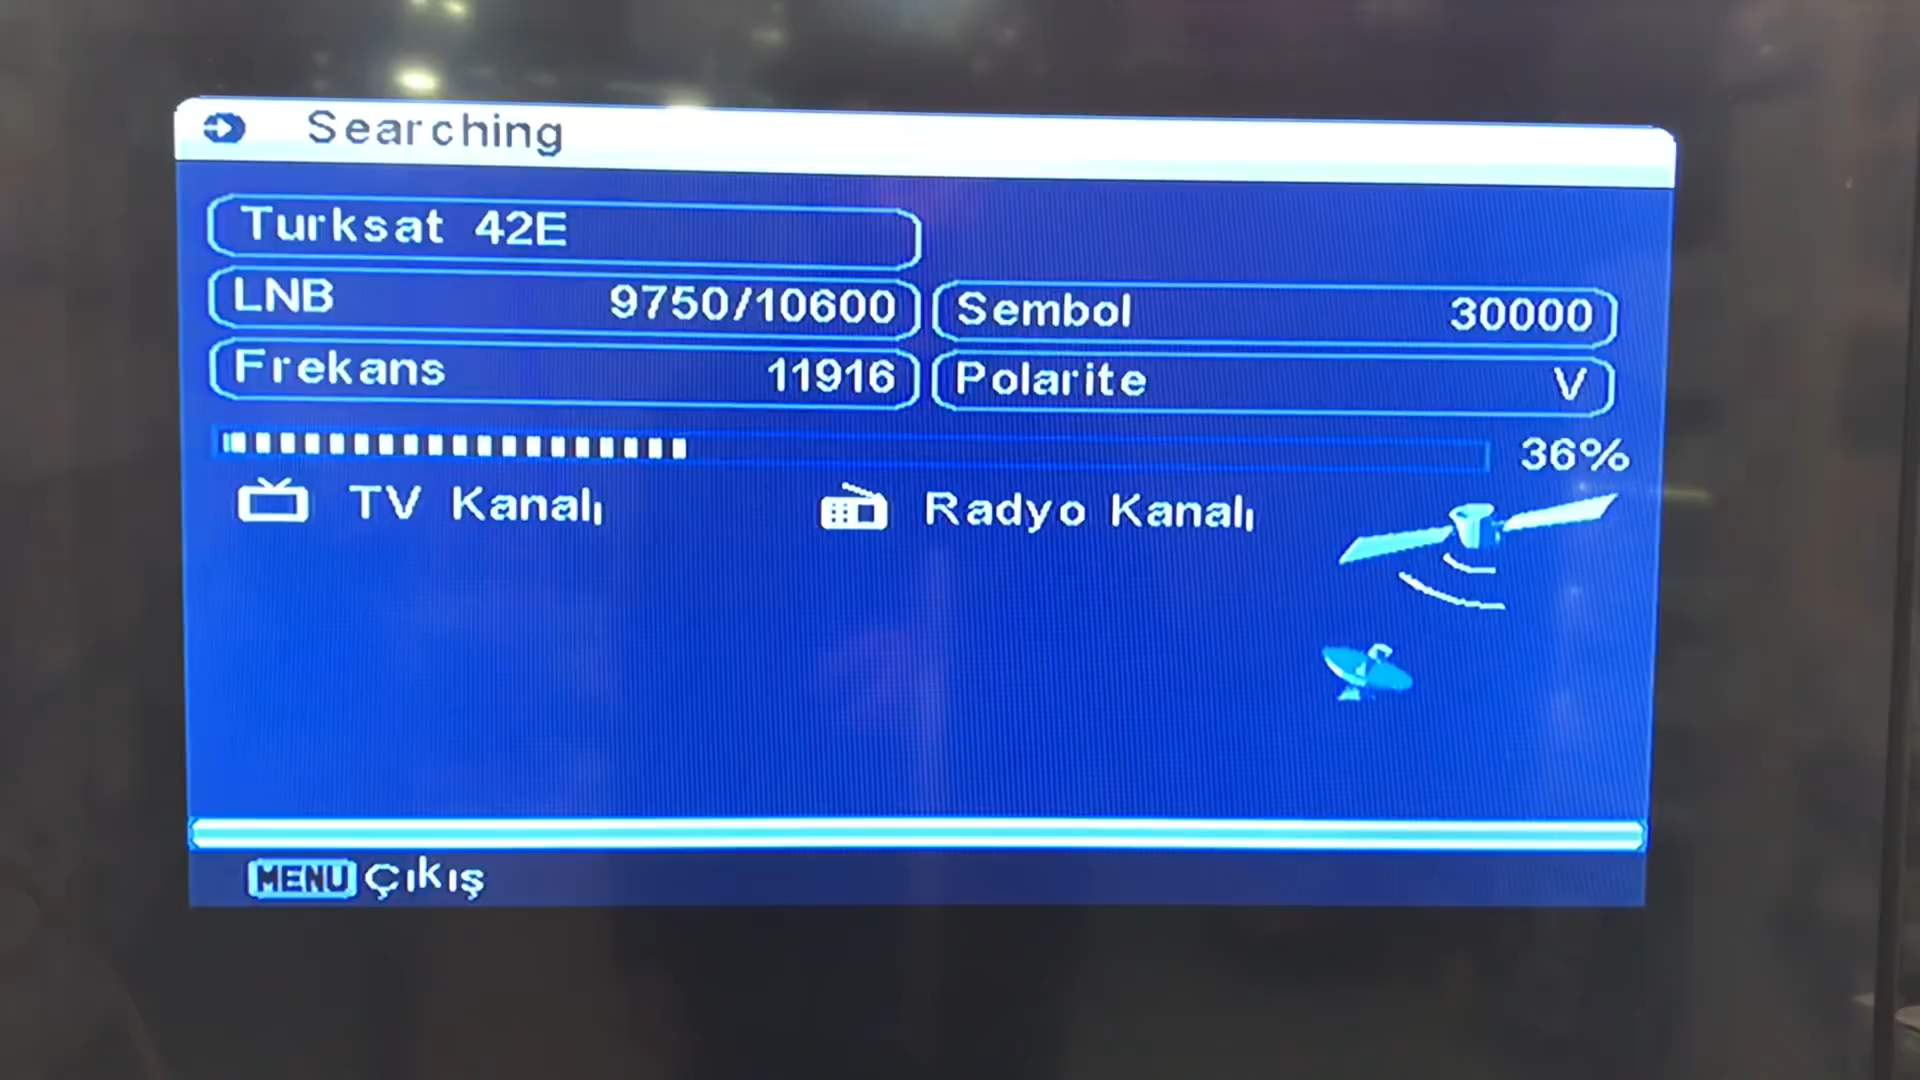 Searching
Turksat 42E
LNB 9750/10600 Sembol 30000
Frekans 11916 Polarite V
36%
TV Kanalı Radyo Kanalı
MENU Çıkış